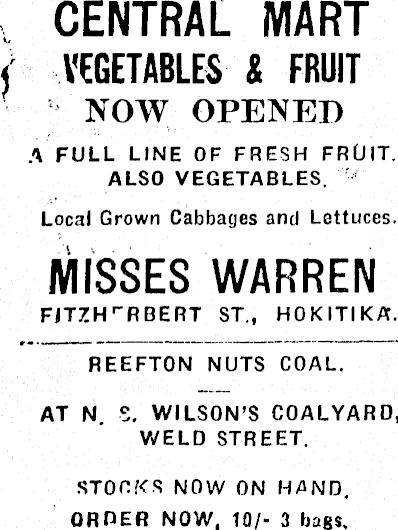 CENTRAL MART
VEGETABLES & FRUIT
NOW OPENED
A FULL LINE OF FRESH FRUIT.
ALSO VEGETABLES.
Local Grown Cabbages and Lettuces.
MISSES WARREN
FITZHERBERT ST., HOKITIKA.
REEFTON NUTS COAL.
AT N. S. WILSON'S COALYARD,
WELD STREET.
STOCKS NOW ON HAND.
ORDER NOW, 10/- 3 bags.